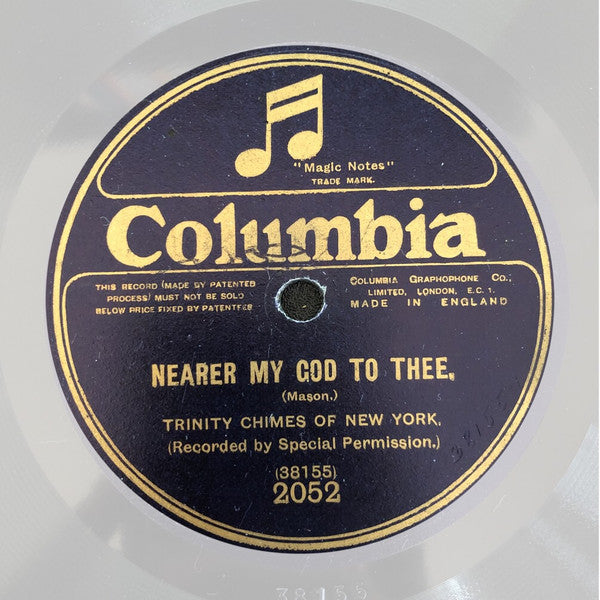 "Magic Notes"
TRADE MARK.
Columbia
THIS RECORD (MADE BY PATENTED
PROCESS) MUST NOT BE SOLD
BELOW PRICE FIXED BY PATENTEES
COLUMBIA GRAPHOPHONE CO.,
LIMITED, LONDON, E.C. 1.
MADE IN ENGLAND
NEARER MY GOD TO THEE.
(Mason.)
TRINITY CHIMES OF NEW YORK.
(Recorded by Special Permission.)
(38155)
2052
38155
38155